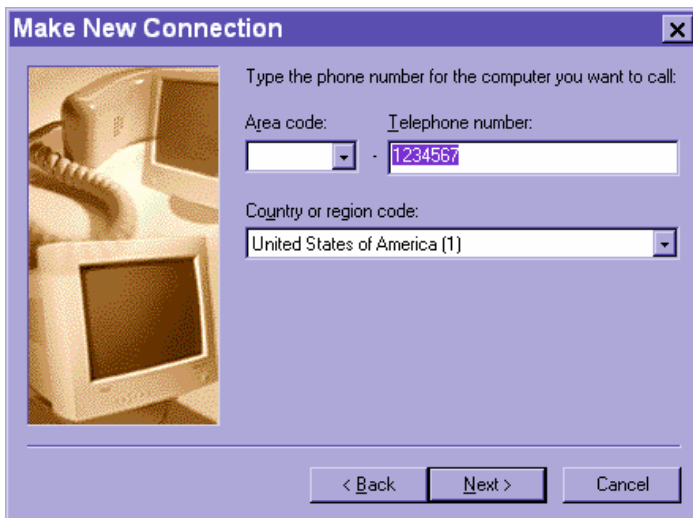 Make New Connection
Type the phone number for the computer you want to call:
Area code: Telephone number:
- 1234567
Country or region code:
United States of America (1)
< Back Next > Cancel